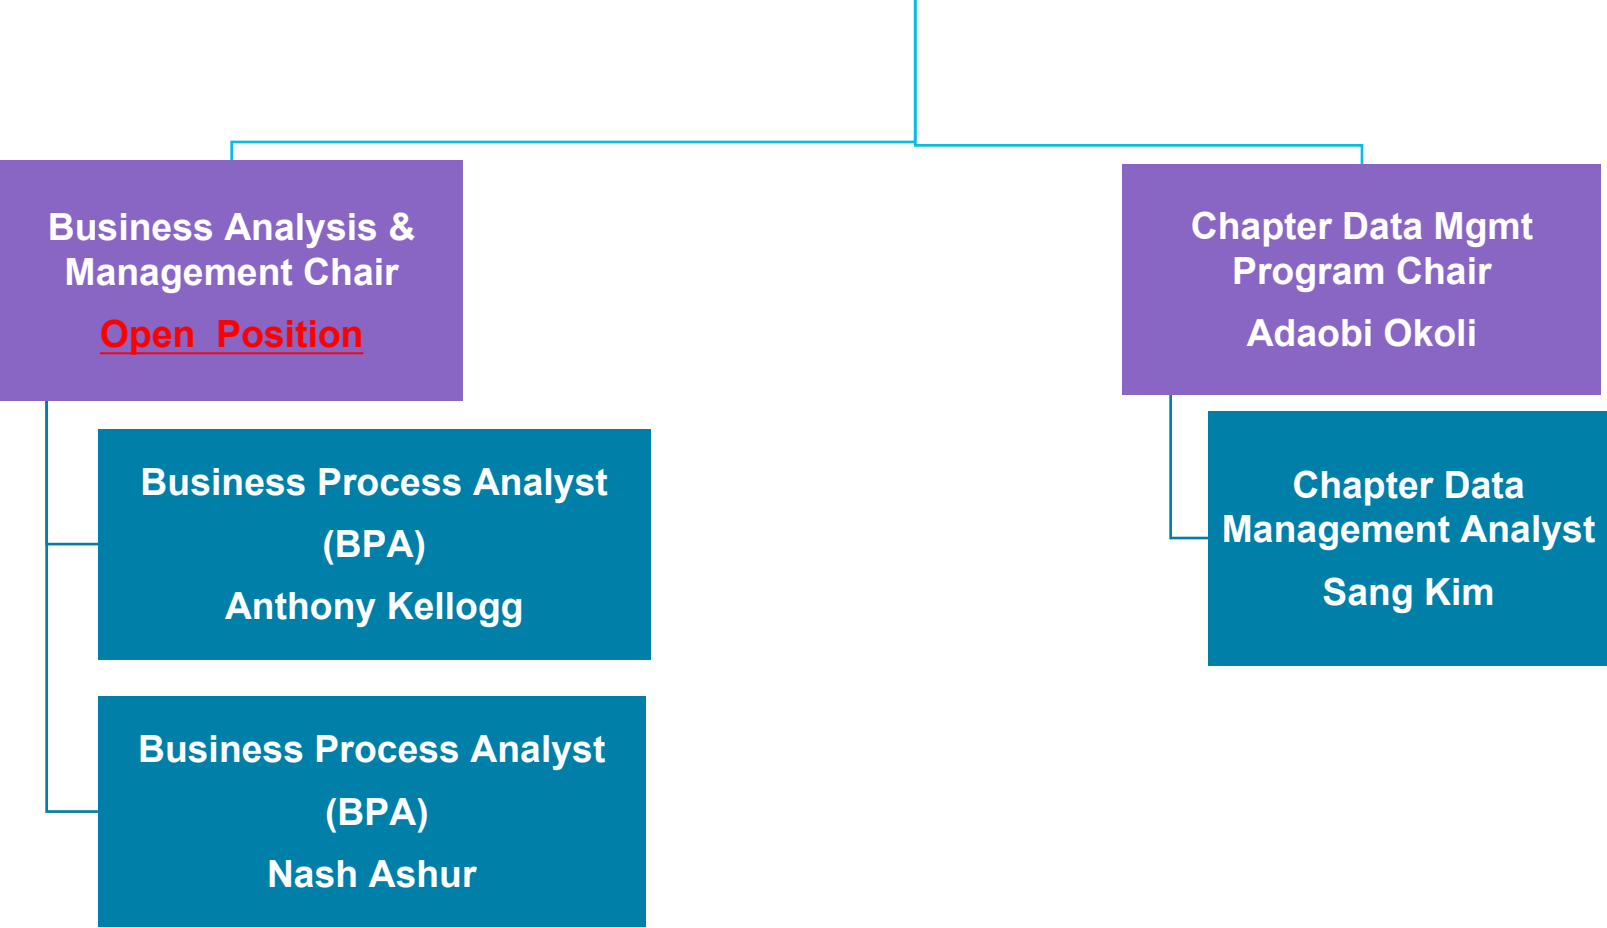 Business Analysis &
Management Chair
Open  Position
Business Process Analyst
(BPA)
Anthony Kellogg
Business Process Analyst
(BPA)
Nash Ashur
Chapter Data Mgmt
Program Chair
Adaobi Okoli
Chapter Data
Management Analyst
Sang Kim